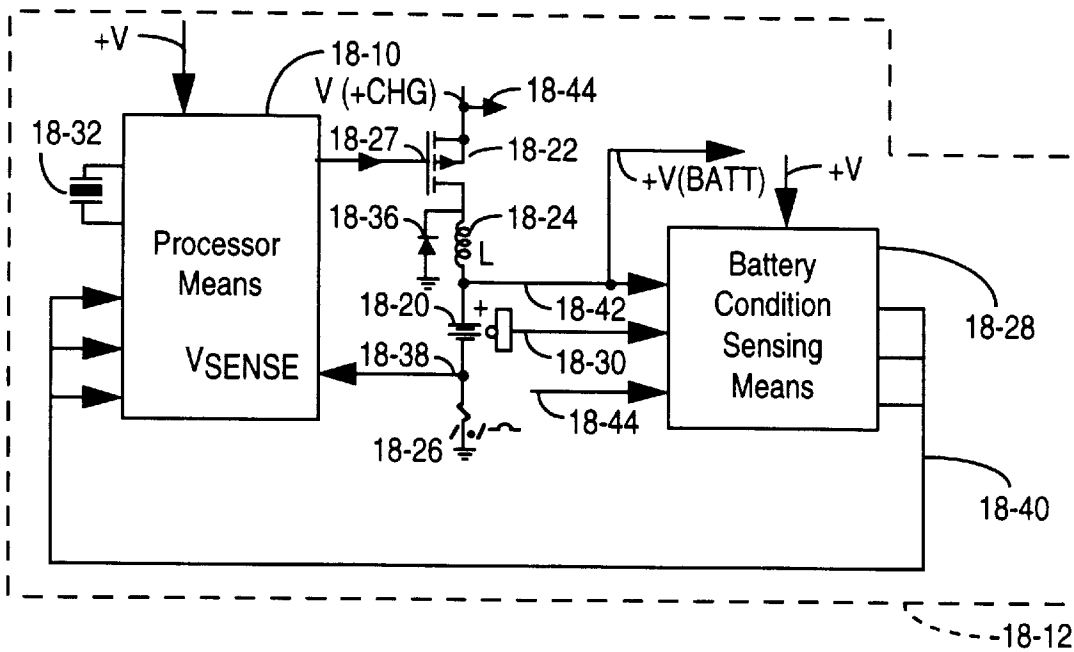 +V
18-10
V (+CHG)
18-44
18-32
18-27
18-22
+V(BATT)
+V
18-36
18-24
L
Processor
Means
Battery
Condition
Sensing
Means
18-20
+
18-42
18-28
18-38
18-30
VSENSE
18-44
18-26
18-40
18-12